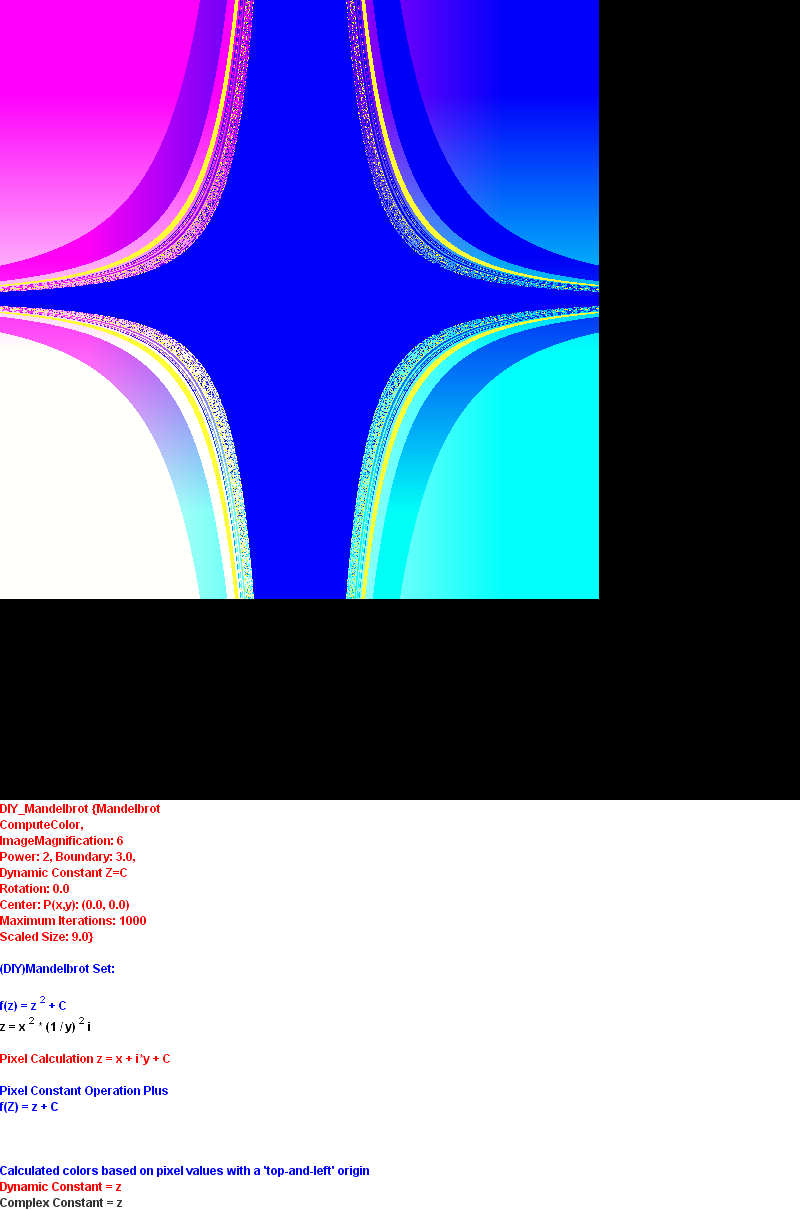 DIY_Mandelbrot {Mandelbrot
ComputeColor,
ImageMagnification: 6
Power: 2, Boundary: 3.0,
Dynamic Constant Z=C
Rotation: 0.0
Center: P(x,y): (0.0, 0.0)
Maximum Iterations: 1000
Scaled Size: 9.0}
(DIY)Mandelbrot Set:
f(z) = z 2 + C
z = x 2 * (1 / y) 2 i
Pixel Calculation z = x + i*y + C
Pixel Constant Operation Plus
f(Z) = z + C
Calculated colors based on pixel values with a 'top-and-left' origin
Dynamic Constant = z
Complex Constant = z